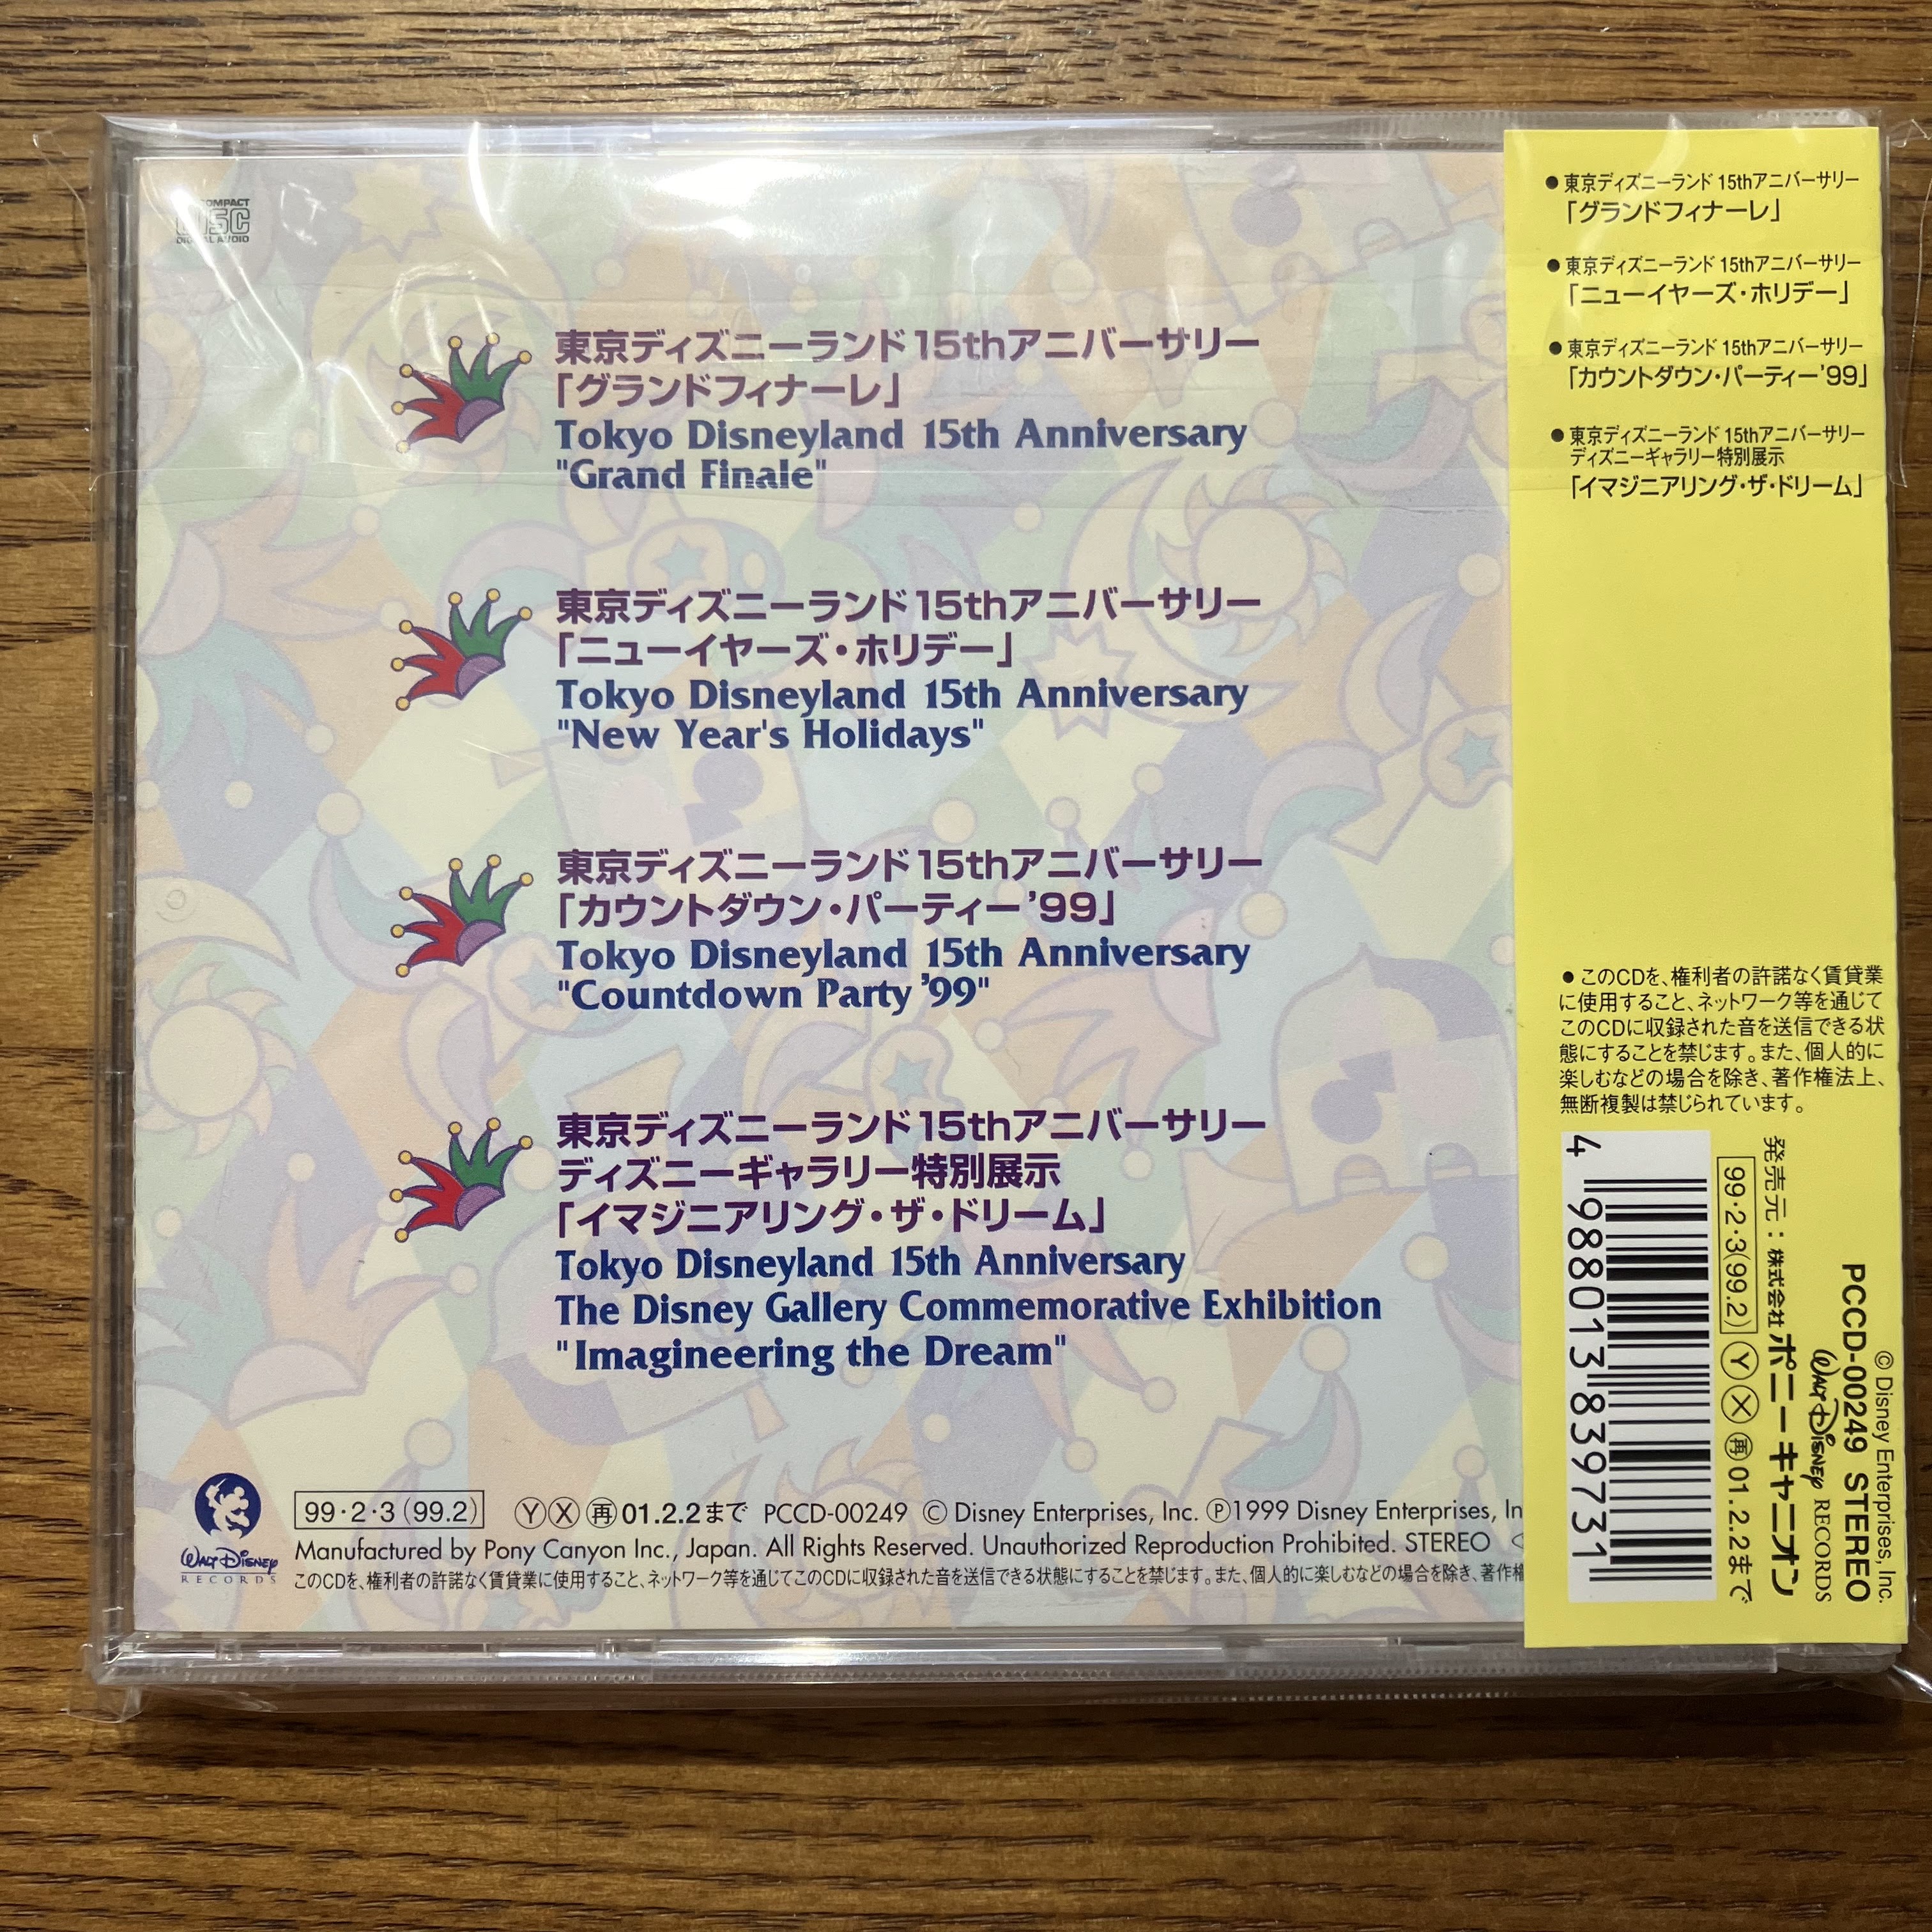 COMPACT
DISC
DIGITAL AUDIO
東京ディズニーランド15thアニバーサリー
「グランドフィナーレ」
Tokyo Disneyland 15th Anniversary
"Grand Finale"
東京ディズニーランド15thアニバーサリー
「ニューイヤーズ・ホリデー」
Tokyo Disneyland 15th Anniversary
"New Year's Holidays"
東京ディズニーランド15thアニバーサリー
「カウントダウン・パーティー'99」
Tokyo Disneyland 15th Anniversary
"Countdown Party '99"
東京ディズニーランド15thアニバーサリー
ディズニーギャラリー特別展示
「イマジニアリング・ザ・ドリーム」
Tokyo Disneyland 15th Anniversary
The Disney Gallery Commemorative Exhibition
"Imagineering the Dream"
WALT DISNEY
RECORDS
99・2・3(99.2) Ⓨ Ⓧ ㊢01.2.2まで PCCD-00249 © Disney Enterprises, Inc. ℗1999 Disney Enterprises, In
Manufactured by Pony Canyon Inc., Japan. All Rights Reserved. Unauthorized Reproduction Prohibited. STEREO
このCDを、権利者の許諾なく賃貸業に使用すること、ネットワーク等を通じてこのCDに収録された音を送信できる状態にすることを禁じます。また、個人的に楽しむなどの場合を除き、著作権
●東京ディズニーランド 15thアニバーサリー
「グランドフィナーレ」
●東京ディズニーランド 15thアニバーサリー
「ニューイヤーズ・ホリデー」
●東京ディズニーランド 15thアニバーサリー
「カウントダウン・パーティー'99」
●東京ディズニーランド 15thアニバーサリー
ディズニーギャラリー特別展示
「イマジニアリング・ザ・ドリーム」
●このCDを、権利者の許諾なく賃貸業
に使用すること、ネットワーク等を通じて
このCDに収録された音を送信できる状
態にすることを禁じます。また、個人的に
楽しむなどの場合を除き、著作権法上、
無断複製は禁じられています。
© Disney Enterprises, Inc.
PCCD-00249 STEREO
WALT DISNEY RECORDS
発売元：株式会社ポニーキャニオン
99・2・3(99.2) Ⓨ Ⓧ 再01.2.2まで
4 988013 839731